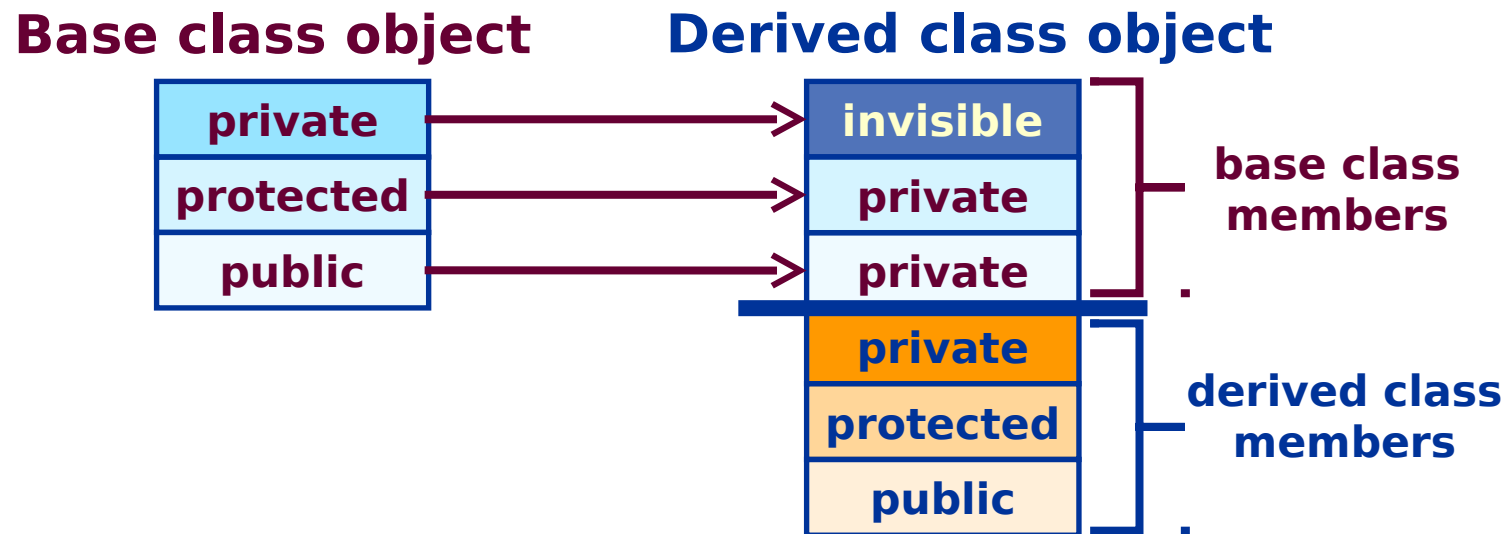 Base class object
Derived class object
private
invisible
protected
private
public
private
base class
members
private
protected
public
derived class
members